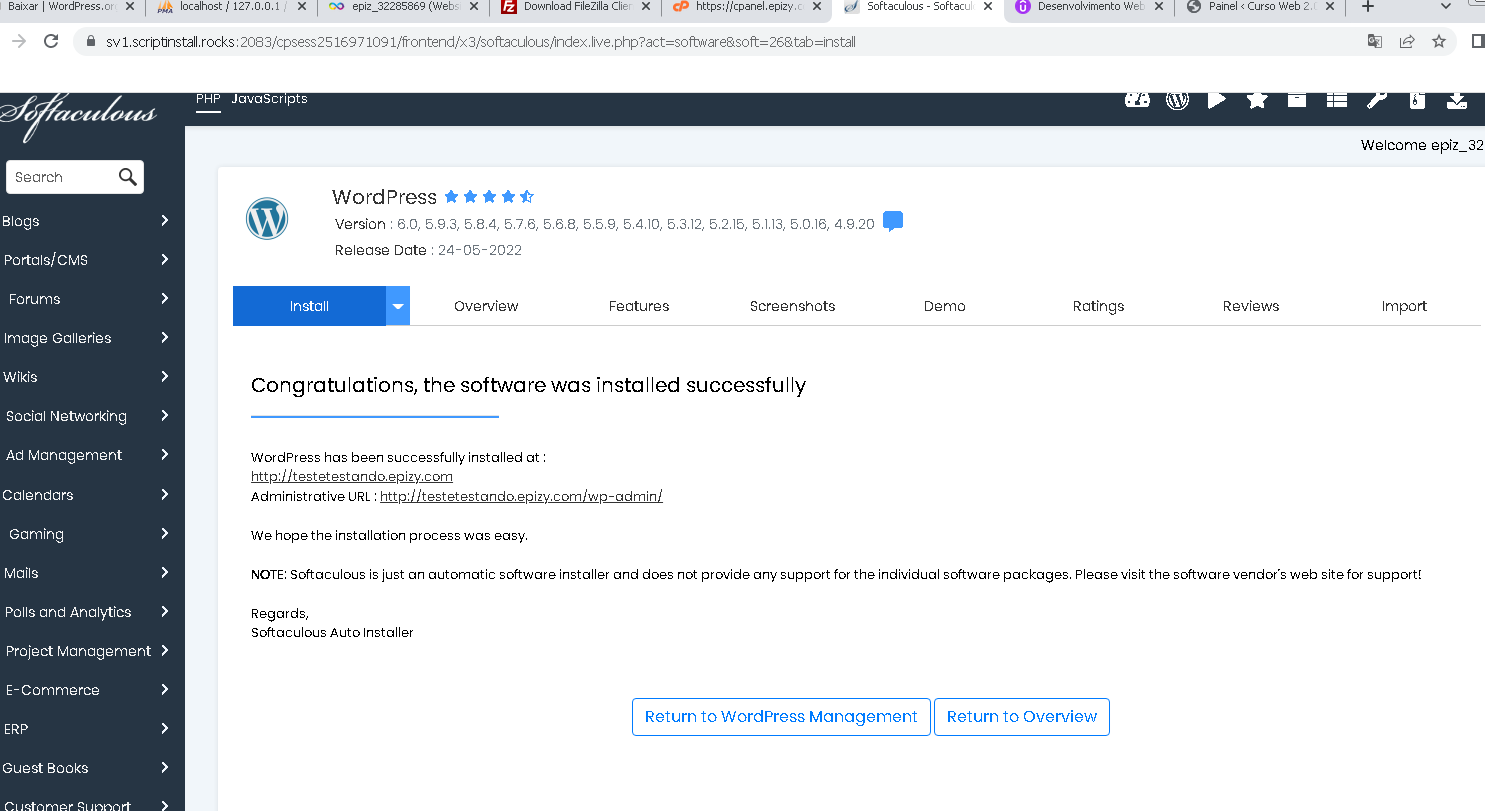 Baixar | WordPress.or
localhost / 127.0.0.1 /
epiz_32285869 (Webs
Download FileZilla Clier
https://cpanel.epizy.c
Softaculous - Softacul
Desenvolvimento Web
Painel ‹ Curso Web 2.0
sv1.scriptinstall.rocks:2083/cpsess2516971091/frontend/x3/softaculous/index.live.php?act=software&soft=26&tab=install
Softaculous
PHP JavaScripts
Welcome epiz_32
Search
Blogs
Portals/CMS
Forums
Image Galleries
Wikis
Social Networking
Ad Management
Calendars
Gaming
Mails
Polls and Analytics
Project Management
E-Commerce
ERP
Guest Books
Customer Support
WordPress
Version : 6.0, 5.9.3, 5.8.4, 5.7.6, 5.6.8, 5.5.9, 5.4.10, 5.3.12, 5.2.15, 5.1.13, 5.0.16, 4.9.20
Release Date : 24-05-2022
Install
Overview
Features
Screenshots
Demo
Ratings
Reviews
Import
Congratulations, the software was installed successfully
WordPress has been successfully installed at :
http://testetestando.epizy.com
Administrative URL : http://testetestando.epizy.com/wp-admin/
We hope the installation process was easy.
NOTE: Softaculous is just an automatic software installer and does not provide any support for the individual software packages. Please visit the software vendor's web site for support!
Regards,
Softaculous Auto Installer
Return to WordPress Management
Return to Overview